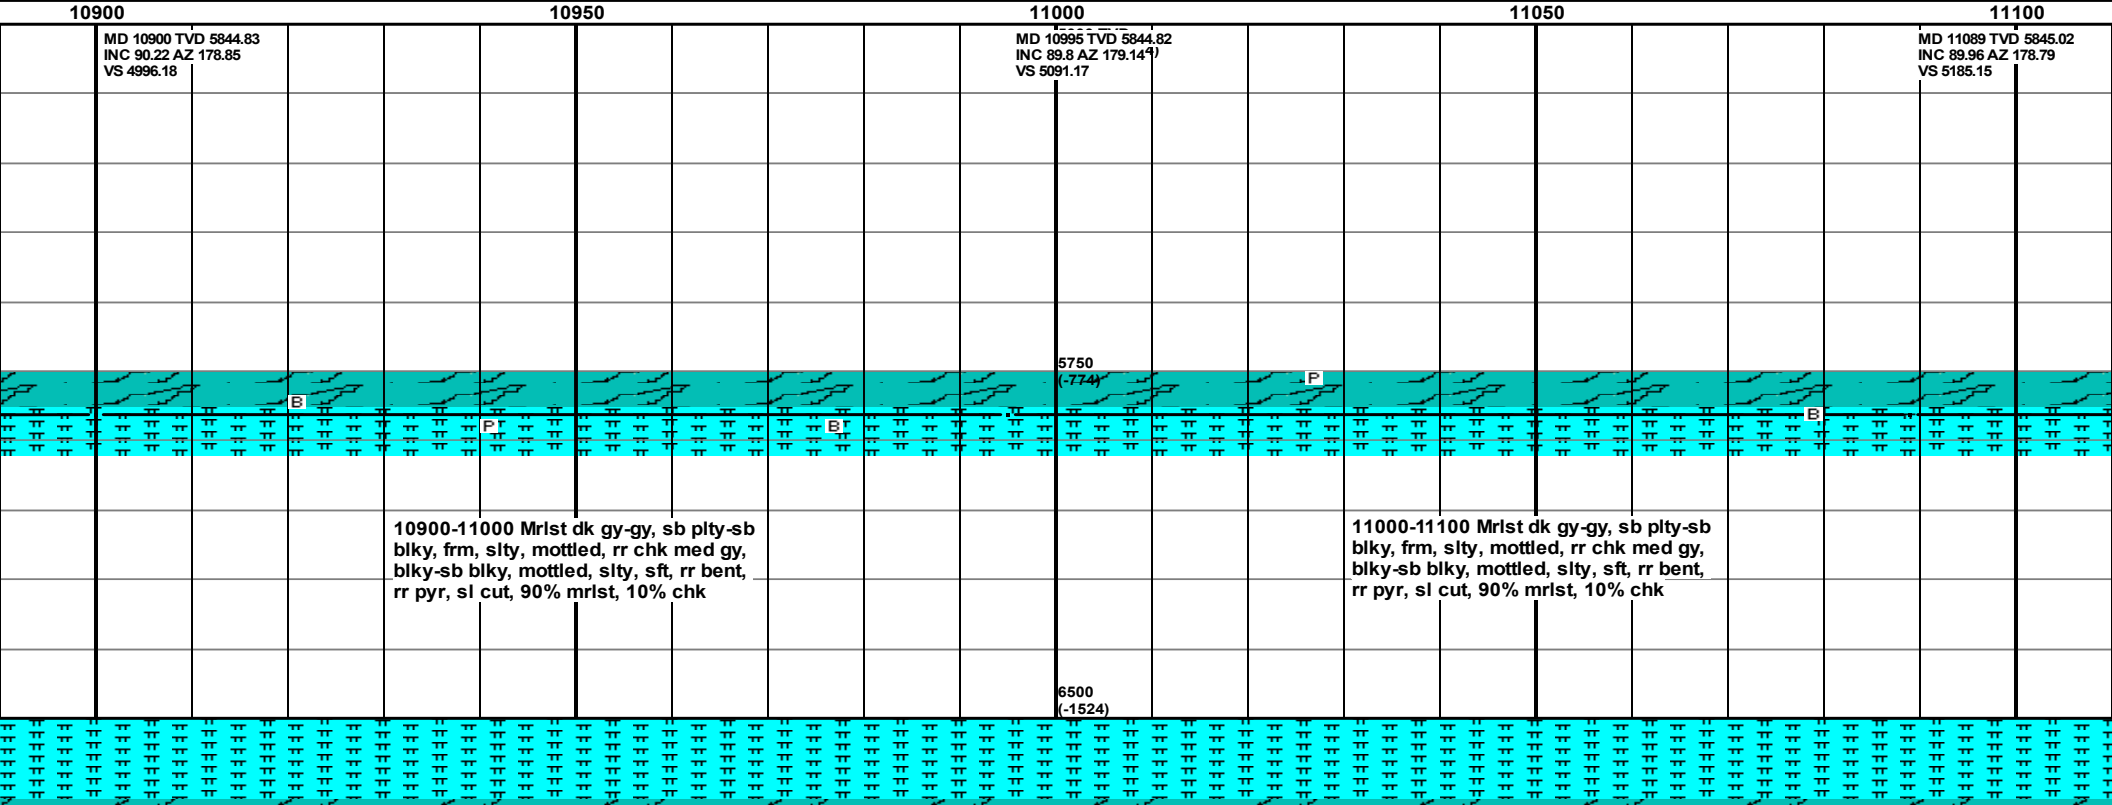 10900 10950 11000 11050 11100
MD 10900 TVD 5844.83
INC 90.22 AZ 178.85
VS 4996.18
MD 10995 TVD 5844.82
INC 89.8 AZ 179.14
VS 5091.17
MD 11089 TVD 5845.02
INC 89.96 AZ 178.79
VS 5185.15
5750
(-774)
P
B
B
P
B
10900-11000 Mrlst dk gy-gy, sb plty-sb
blky, frm, slty, mottled, rr chk med gy,
blky-sb blky, mottled, slty, sft, rr bent,
rr pyr, sl cut, 90% mrlst, 10% chk
11000-11100 Mrlst dk gy-gy, sb plty-sb
blky, frm, slty, mottled, rr chk med gy,
blky-sb blky, mottled, slty, sft, rr bent,
rr pyr, sl cut, 90% mrlst, 10% chk
6500
(-1524)